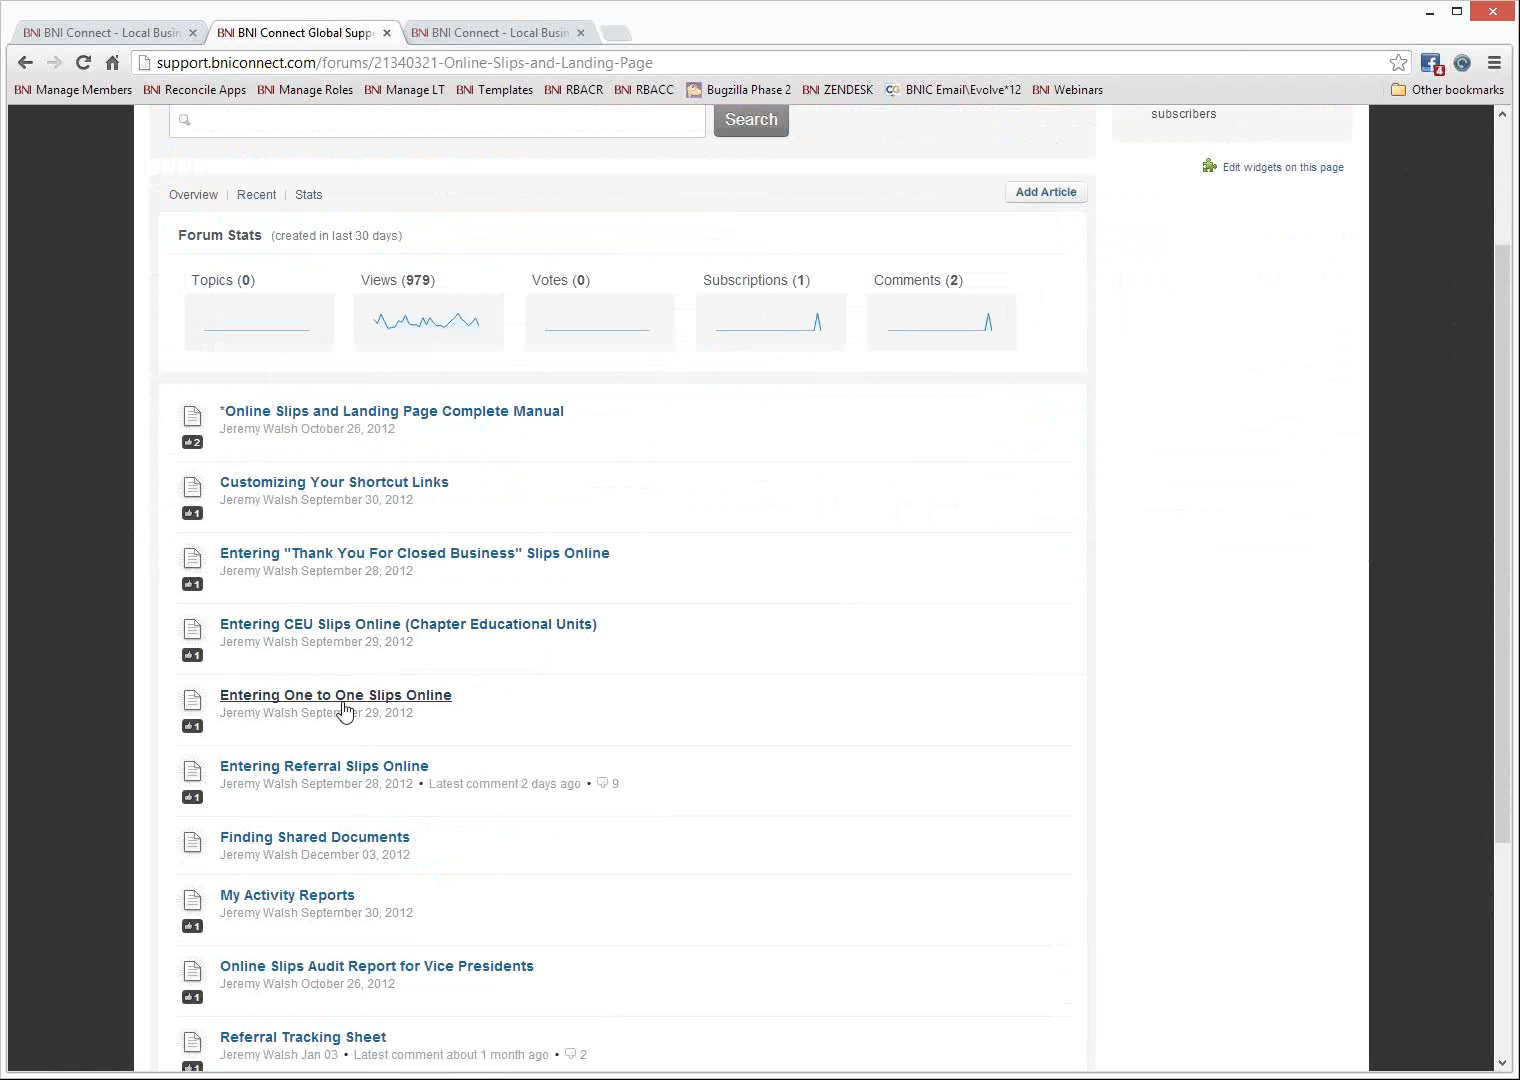 BNI BNI Connect - Local Busin
BNI BNI Connect Global Supp
BNI BNI Connect - Local Busin
support.bniconnect.com/forums/21340321-Online-Slips-and-Landing-Page
4
BNI Manage Members BNI Reconcile Apps BNI Manage Roles BNI Manage LT BNI Templates BNI RBACR BNI RBACC Bugzilla Phase 2 BNI ZENDESK CG BNIC Email\Evolve*12 BNI Webinars Other bookmarks
Search
subscribers
Edit widgets on this page
Overview | Recent | Stats
Add Article
Forum Stats (created in last 30 days)
Topics (0) Views (979) Votes (0) Subscriptions (1) Comments (2)
*Online Slips and Landing Page Complete Manual
Jeremy Walsh October 26, 2012
2
Customizing Your Shortcut Links
Jeremy Walsh September 30, 2012
1
Entering "Thank You For Closed Business" Slips Online
Jeremy Walsh September 28, 2012
1
Entering CEU Slips Online (Chapter Educational Units)
Jeremy Walsh September 29, 2012
1
Entering One to One Slips Online
Jeremy Walsh September 29, 2012
1
Entering Referral Slips Online
Jeremy Walsh September 28, 2012 • Latest comment 2 days ago • 9
1
Finding Shared Documents
Jeremy Walsh December 03, 2012
My Activity Reports
Jeremy Walsh September 30, 2012
1
Online Slips Audit Report for Vice Presidents
Jeremy Walsh October 26, 2012
1
Referral Tracking Sheet
Jeremy Walsh Jan 03 • Latest comment about 1 month ago • 2
1